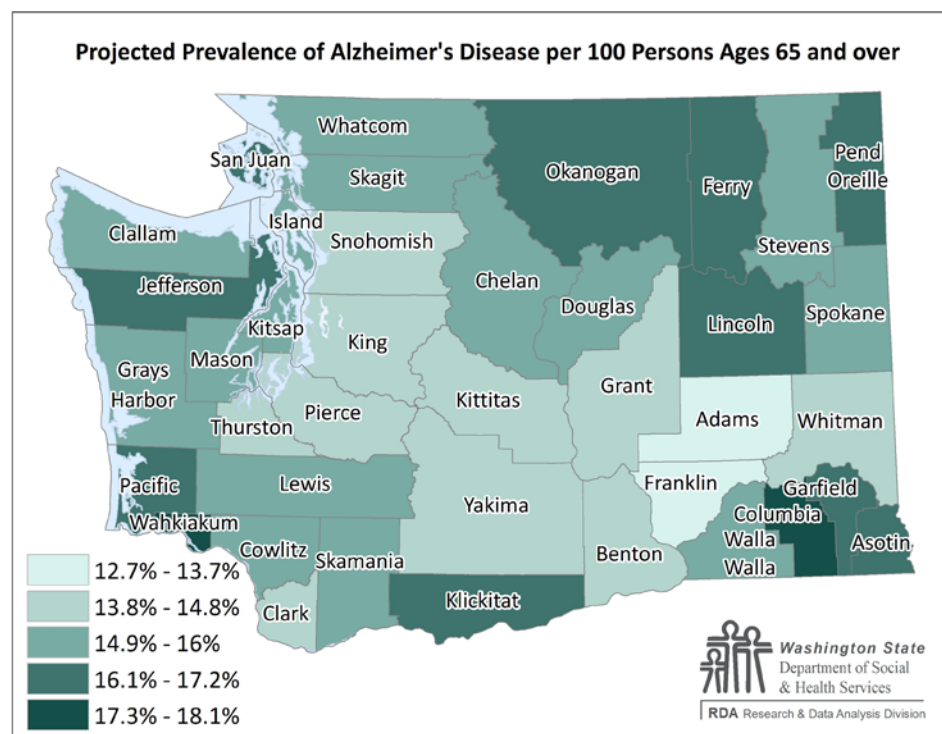 Projected Prevalence of Alzheimer's Disease per 100 Persons Ages 65 and over
Whatcom
San Juan
Skagit
Okanogan
Ferry
Pend
Oreille
Island
Clallam
Snohomish
Stevens
Jefferson
Chelan
Douglas
Kitsap
King
Lincoln
Spokane
Mason
Grays
Harbor
Grant
Kittitas
Pierce
Thurston
Adams
Whitman
Pacific
Lewis
Yakima
Franklin
Garfield
Wahkiakum
Columbia
Cowlitz
Skamania
Benton
Walla
Walla
Asotin
Klickitat
Clark
12.7% - 13.7%
13.8% - 14.8%
14.9% - 16%
16.1% - 17.2%
17.3% - 18.1%
Washington State
Department of Social
& Health Services
RDA Research & Data Analysis Division